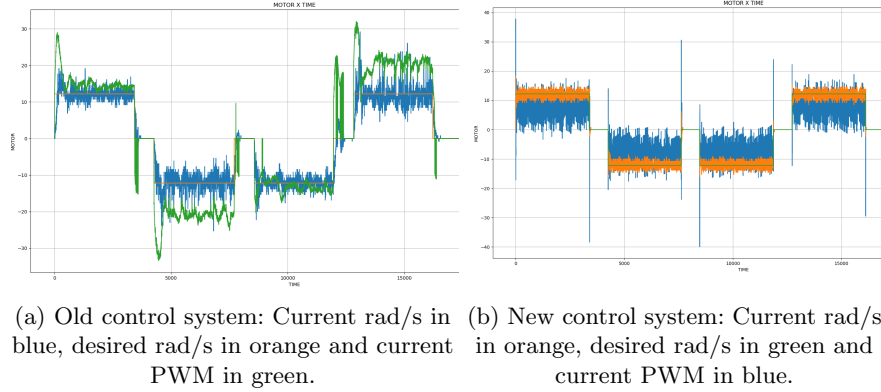 MOTOR X TIME
MOTOR
30
20
10
0
−10
−20
−30
0
5000
10000
15000
TIME
MOTOR X TIME
MOTOR
40
30
20
10
0
−10
−20
−30
−40
0
5000
10000
15000
TIME
(a) Old control system: Current rad/s in
blue, desired rad/s in orange and current
PWM in green.
(b) New control system: Current rad/s
in orange, desired rad/s in green and
current PWM in blue.